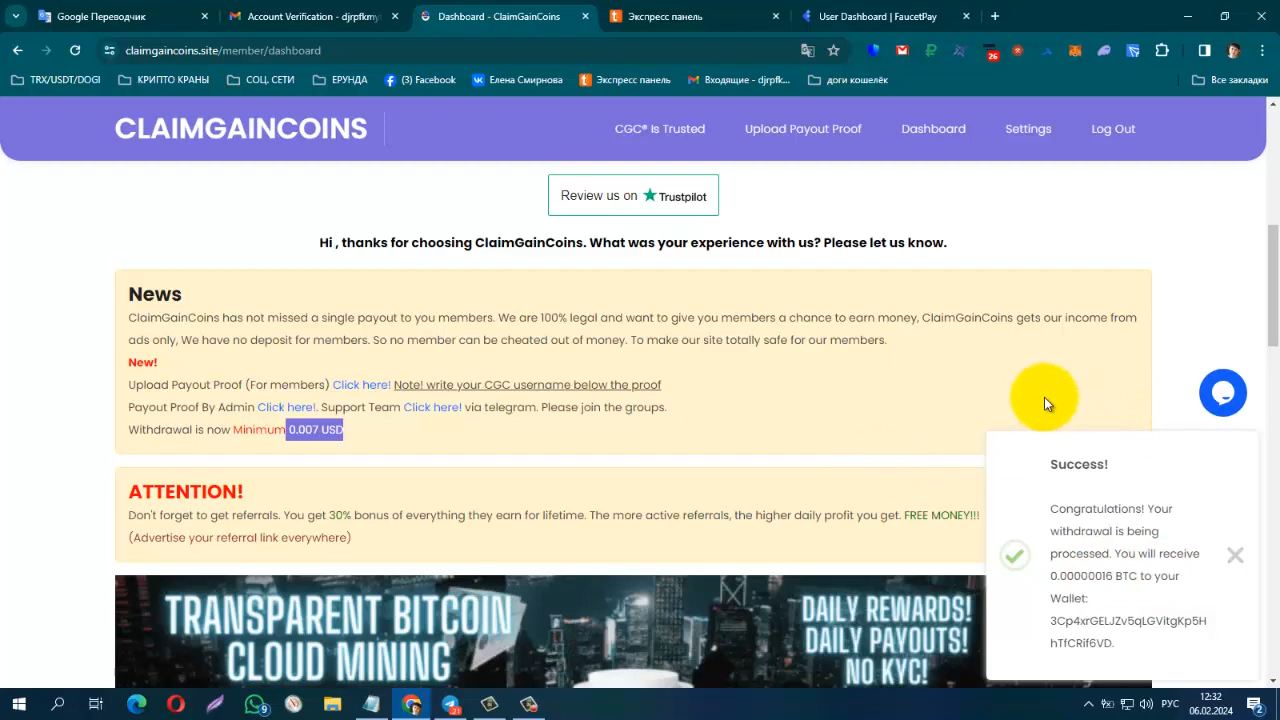 Google Переводчик
Account Verification - djrpfkmy
Dashboard - ClaimGainCoins
Экспресс панель
User Dashboard | FaucetPay
claimgaincoins.site/member/dashboard
26
TRX/USDT/DOGI
КРИПТО КРАНЫ
СОЦ. СЕТИ
ЕРУНДА
(3) Facebook
Елена Смирнова
Экспресс панель
Входящие - djrpfk...
доги кошелёк
Все закладки
CLAIMGAINCOINS
CGC® Is Trusted
Upload Payout Proof
Dashboard
Settings
Log Out
Review us on Trustpilot
Hi , thanks for choosing ClaimGainCoins. What was your experience with us? Please let us know.
News
ClaimGainCoins has not missed a single payout to you members. We are 100% legal and want to give you members a chance to earn money, ClaimGainCoins gets our income from
ads only, We have no deposit for members. So no member can be cheated out of money. To make our site totally safe for our members.
New!
Upload Payout Proof (For members) Click here! Note! write your CGC username below the proof
Payout Proof By Admin Click here!. Support Team Click here! via telegram. Please join the groups.
Withdrawal is now Minimum 0.007 USD
ATTENTION!
Don't forget to get referrals. You get 30% bonus of everything they earn for lifetime. The more active referrals, the higher daily profit you get. FREE MONEY!!!
(Advertise your referral link everywhere)
TRANSPARENT BITCOIN
CLOUD MINING
DAILY REWARDS!
DAILY PAYOUTS!
NO KYC!
Success!
Congratulations! Your
withdrawal is being
processed. You will receive
0.00000016 BTC to your
Wallet:
3Cp4xrGELJZv5qLGVitgKp5H
hTfCRif6VD.
9
21
РУС
12:32
06.02.2024
2